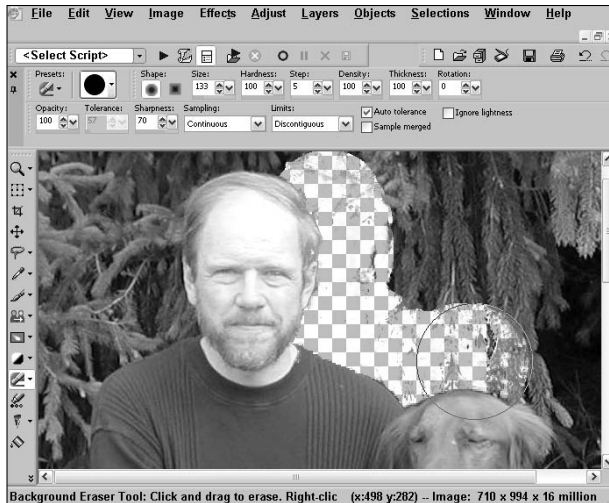 File Edit View Image Effects Adjust Layers Objects Selections Window Help
<Select Script>
Presets: Shape: Size: Hardness: Step: Density: Thickness: Rotation:
133 100 5 100 100 0
Opacity: Tolerance: Sharpness: Sampling: Limits:
Auto tolerance Ignore lightness
100 57 70 Continuous Discontiguous
Sample merged
Background Eraser Tool: Click and drag to erase. Right-clic (x:498 y:282) -- Image: 710 x 994 x 16 million